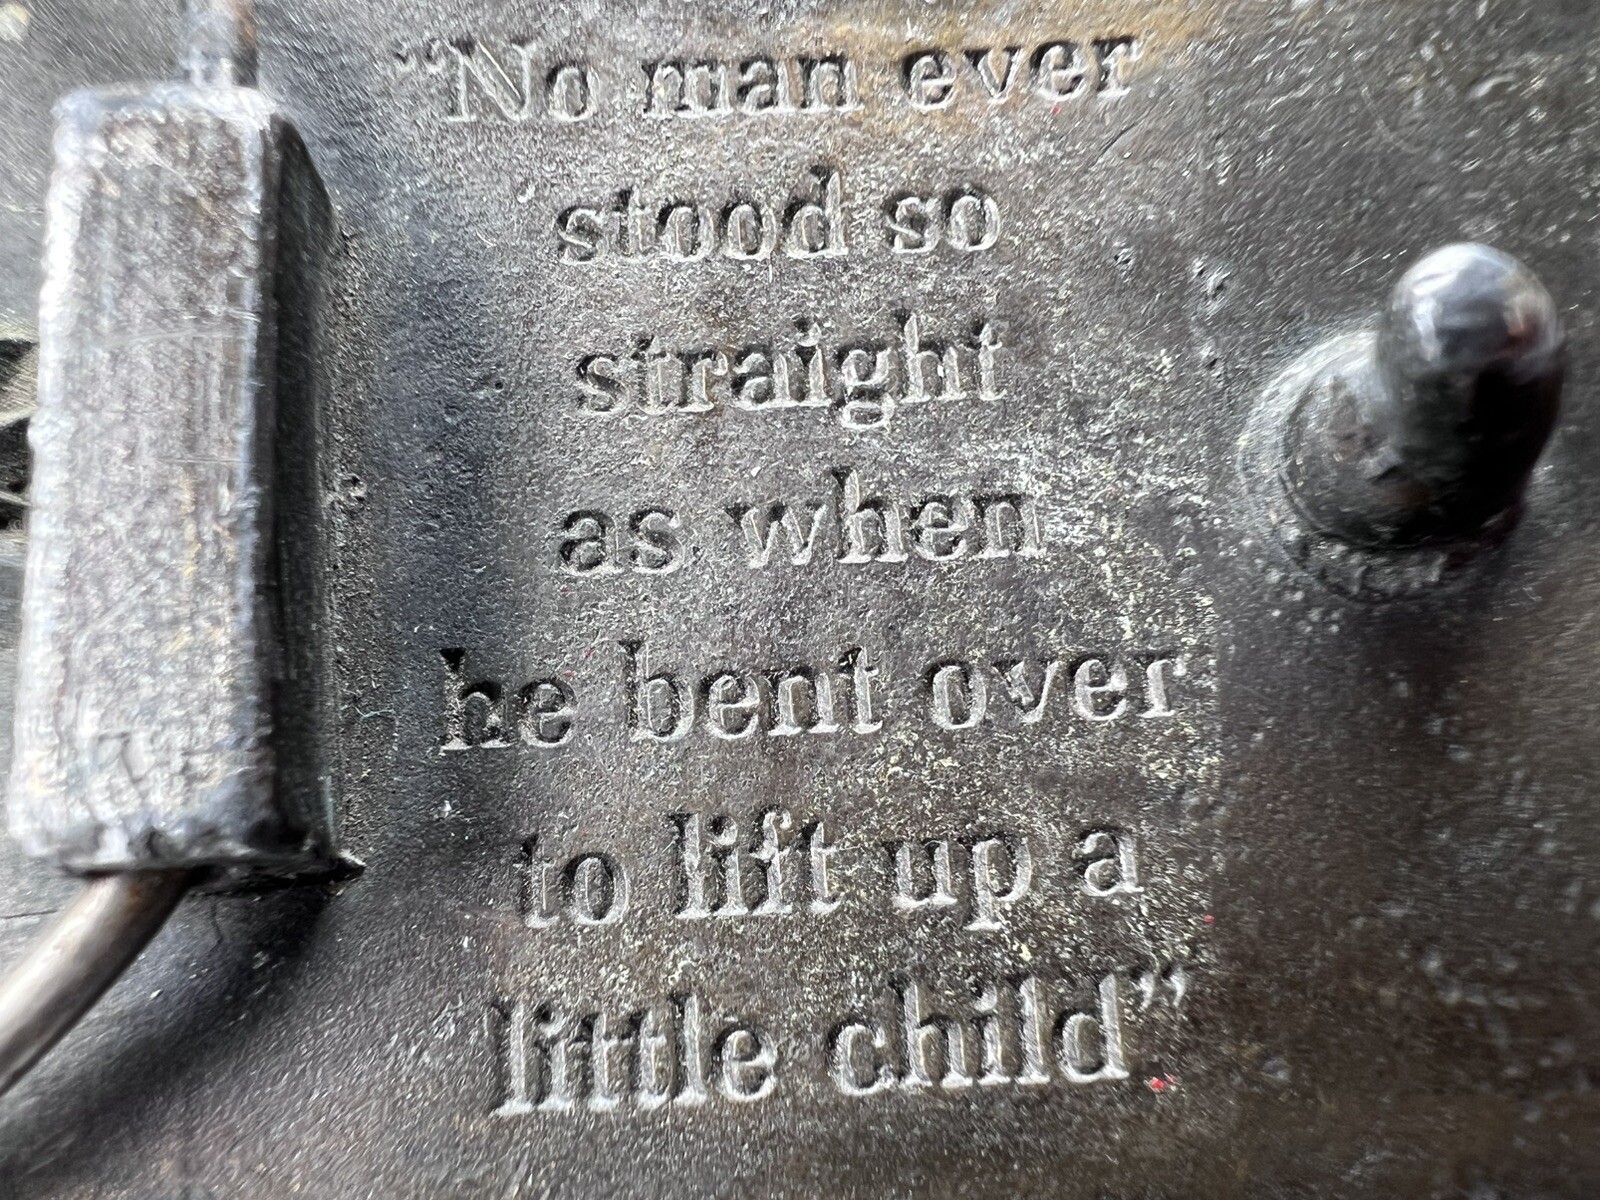 “No man ever
stood so
straight
as when
he bent over
to lift up a
little child”